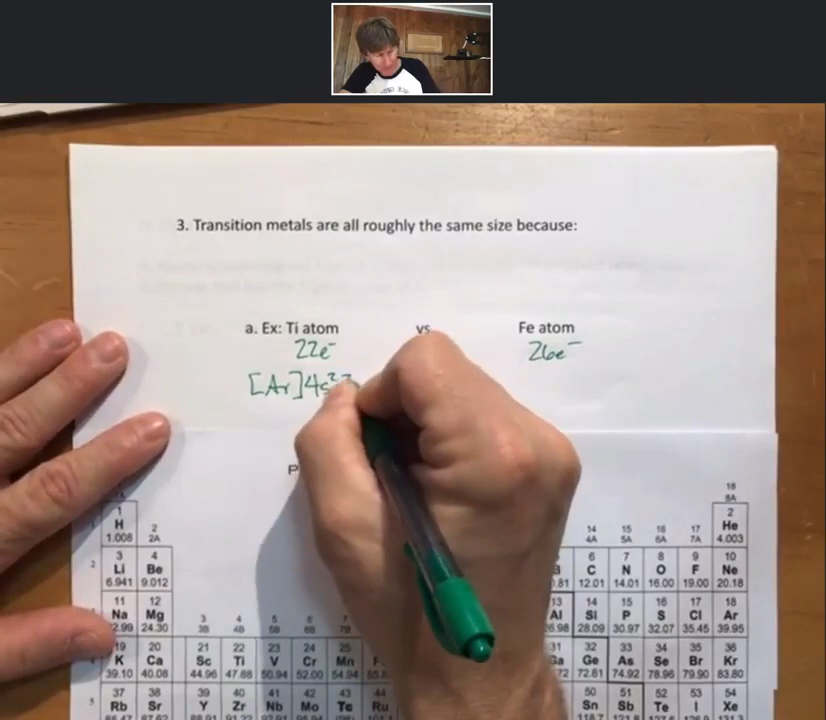 3. Transition metals are all roughly the same size because:
a. Ex: Ti atom vs Fe atom
22e⁻ 26e⁻
[Ar]4s²3
P
18
8A
1 2
H 2 14 15 16 17 He
1.008 2A 4A 5A 6A 7A 4.003
3 4 6 7 8 9 10
2 Li Be C N O F Ne
6.941 9.012 12.01 14.01 16.00 19.00 20.18
11 12 13 14 15 16 17 18
Na Mg 3 4 5 6 7 Al Si P S Cl Ar
24.30 3B 4B 5B 6B 7B 28.09 30.97 32.07 35.45 39.95
19 20 21 22 23 24 25 31 32 33 34 35 36
K Ca Sc Ti V Cr Mn Ge As Se Br Kr
39.10 40.08 44.96 47.88 50.94 52.00 54.94 72.61 74.92 78.96 79.90 83.80
37 38 39 40 41 42 43 44 50 51 52 53 54
5 Rb Sr Y Zr Nb Mo Tc Ru Sn Sb Te I Xe